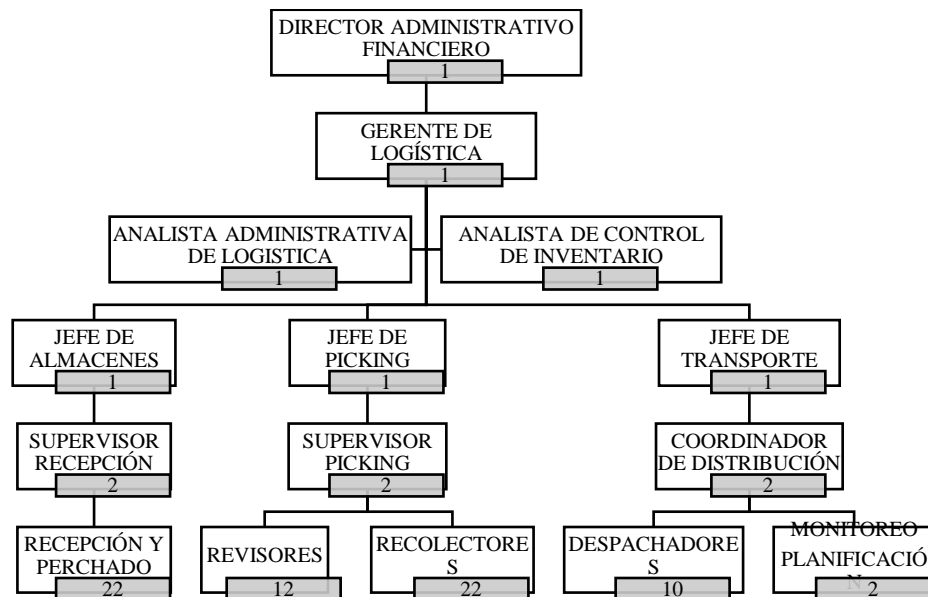 DIRECTOR ADMINISTRATIVO
FINANCIERO
1
GERENTE DE
LOGÍSTICA
1
ANALISTA ADMINISTRATIVA
DE LOGISTICA
1
ANALISTA DE CONTROL
DE INVENTARIO
1
JEFE DE
ALMACENES
1
JEFE DE
PICKING
1
JEFE DE
TRANSPORTE
1
SUPERVISOR
RECEPCIÓN
2
SUPERVISOR
PICKING
2
COORDINADOR
DE DISTRIBUCIÓN
2
RECEPCIÓN Y
PERCHADO
22
REVISORES
12
RECOLECTORE
S
22
DESPACHADORE
S
10
MONITOREO
PLANIFICACIÓ
N
2